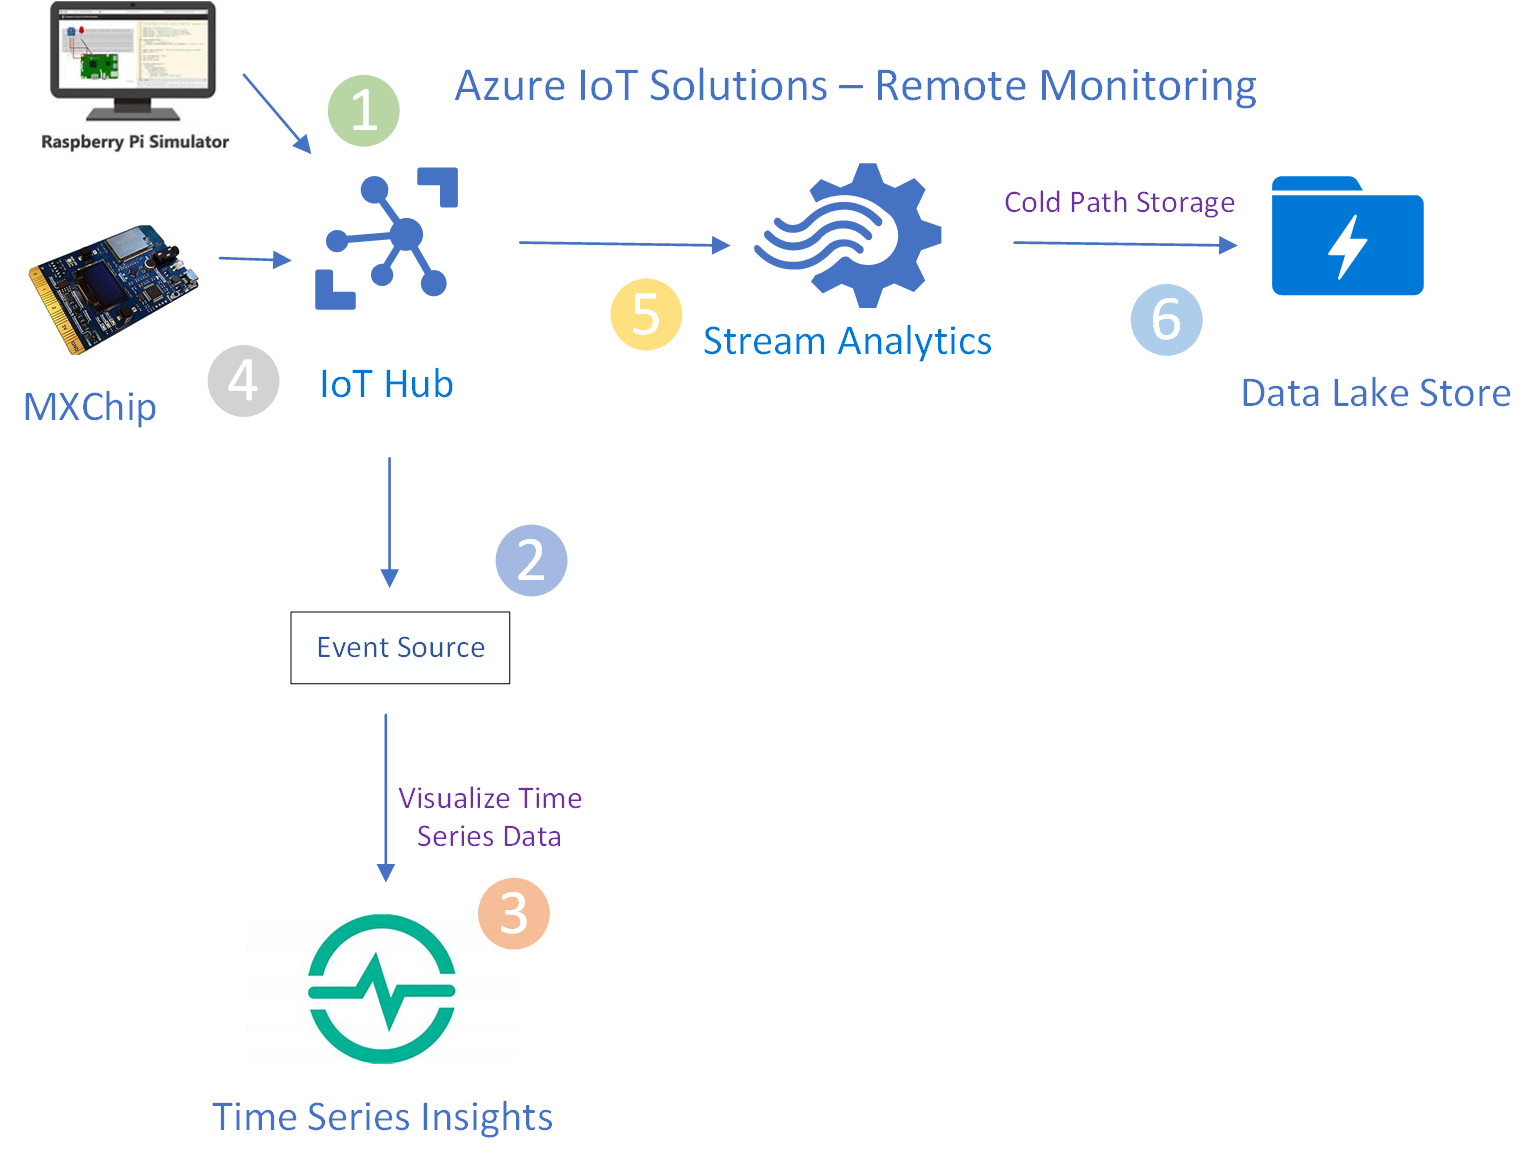 Azure IoT Solutions – Remote Monitoring
Raspberry Pi Simulator
1
Cold Path Storage
MXChip
4
IoT Hub
5
Stream Analytics
6
Data Lake Store
2
Event Source
Visualize Time
Series Data
3
Time Series Insights